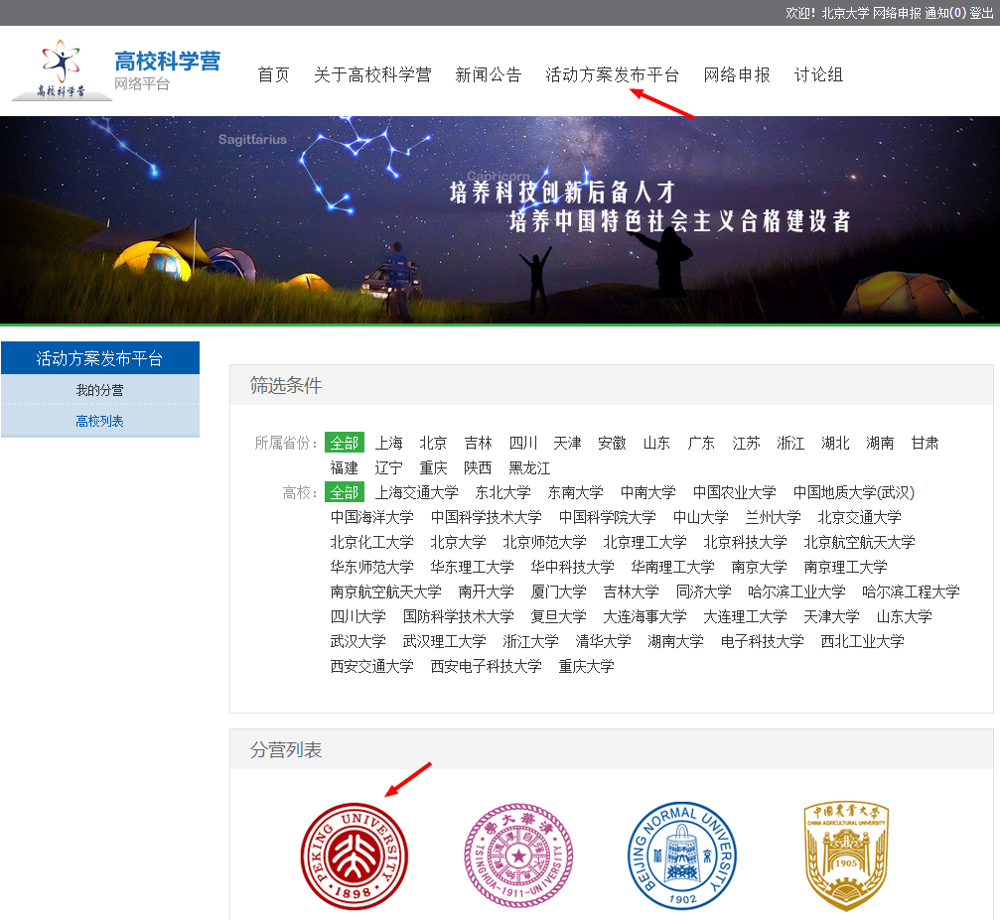 欢迎！北京大学 网络申报 通知(0) 登出
高校科学营
网络平台
高校科学营
首页 关于高校科学营 新闻公告 活动方案发布平台 网络申报 讨论组
Sagittarius
Capricorn
培养科技创新后备人才
培养中国特色社会主义合格建设者
活动方案发布平台
我的分营
高校列表
筛选条件
所属省份： 全部 上海 北京 吉林 四川 天津 安徽 山东 广东 江苏 浙江 湖北 湖南 甘肃
福建 辽宁 重庆 陕西 黑龙江
高校： 全部 上海交通大学 东北大学 东南大学 中南大学 中国农业大学 中国地质大学(武汉)
中国海洋大学 中国科学技术大学 中国科学院大学 中山大学 兰州大学 北京交通大学
北京化工大学 北京大学 北京师范大学 北京理工大学 北京科技大学 北京航空航天大学
华东师范大学 华东理工大学 华中科技大学 华南理工大学 南京大学 南京理工大学
南京航空航天大学 南开大学 厦门大学 吉林大学 同济大学 哈尔滨工业大学 哈尔滨工程大学
四川大学 国防科学技术大学 复旦大学 大连海事大学 大连理工大学 天津大学 山东大学
武汉大学 武汉理工大学 浙江大学 清华大学 湖南大学 电子科技大学 西北工业大学
西安交通大学 西安电子科技大学 重庆大学
分营列表
PEKING UNIVERSITY
1898
學大華清
TSINGHUA-1911-UNIVERSITY
BEIJING NORMAL UNIVERSITY
1902
中国農業大学
CHINA AGRICULTURAL UNIVERSITY
1905